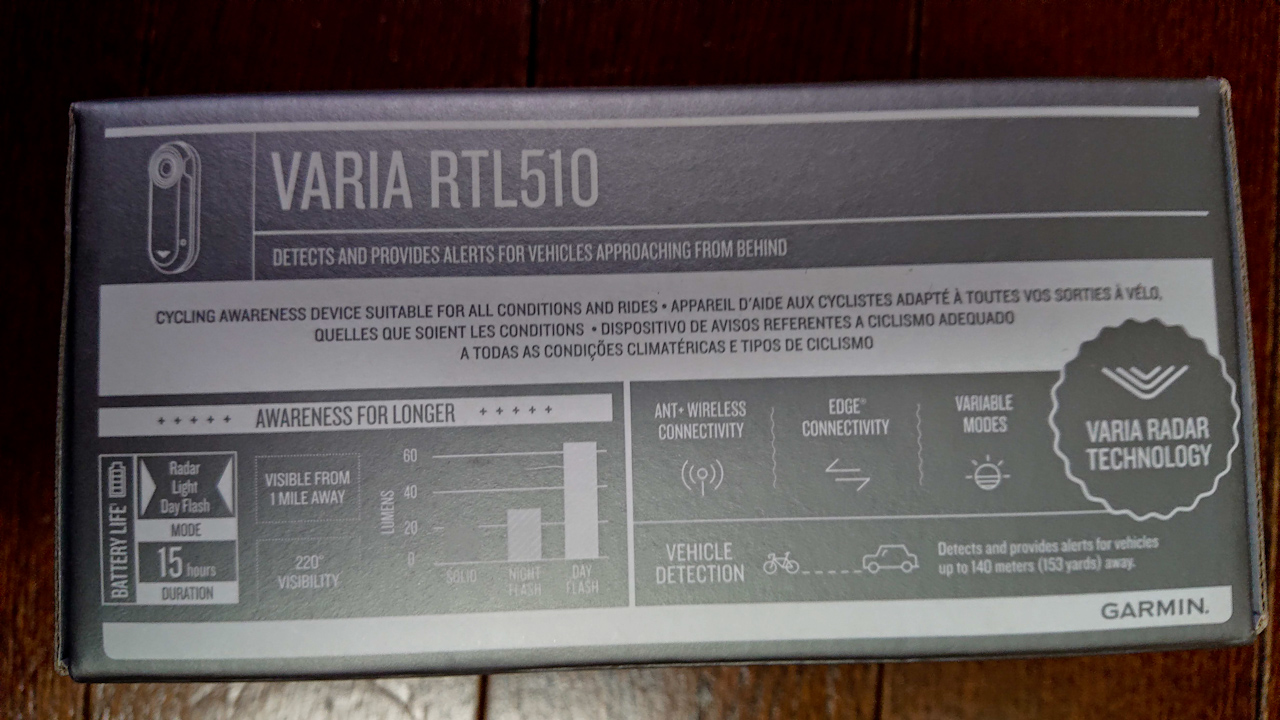 VARIA RTL510
DETECTS AND PROVIDES ALERTS FOR VEHICLES APPROACHING FROM BEHIND
CYCLING AWARENESS DEVICE SUITABLE FOR ALL CONDITIONS AND RIDES • APPAREIL D'AIDE AUX CYCLISTES ADAPTÉ À TOUTES VOS SORTIES À VÉLO,
QUELLES QUE SOIENT LES CONDITIONS • DISPOSITIVO DE AVISOS REFERENTES A CICLISMO ADEQUADO
A TODAS AS CONDIÇÕES CLIMATÉRICAS E TIPOS DE CICLISMO
+ + + + + AWARENESS FOR LONGER + + + + +
BATTERY LIFE
Radar
Light
Day Flash
MODE
15 hours
DURATION
VISIBLE FROM
1 MILE AWAY
220°
VISIBILITY
LUMENS
60
40
20
0
SOLID
NIGHT
FLASH
DAY
FLASH
ANT+ WIRELESS
CONNECTIVITY
EDGE®
CONNECTIVITY
VARIABLE
MODES
VARIA RADAR
TECHNOLOGY
VEHICLE
DETECTION
Detects and provides alerts for vehicles
up to 140 meters (153 yards) away.
GARMIN.